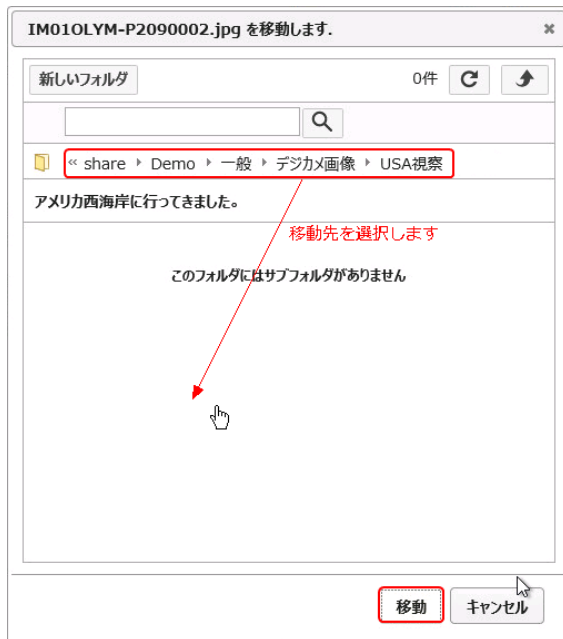 IM01OLYM-P2090002.jpg を移動します.
新しいフォルダ 0件
« share Demo 一般 デジカメ画像 USA視察
アメリカ西海岸に行ってきました。
移動先を選択します
このフォルダにはサブフォルダがありません
移動 キャンセル